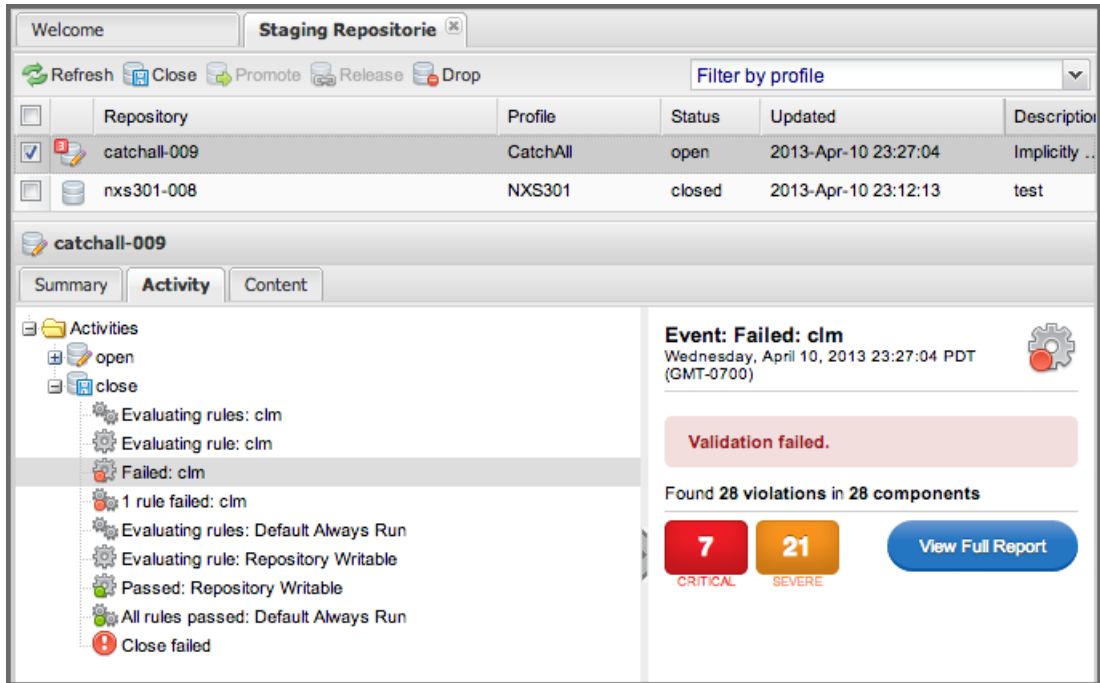 Welcome
Staging Repositorie
Refresh Close Promote Release Drop
Filter by profile
Repository Profile Status Updated Description
3
catchall-009 CatchAll open 2013-Apr-10 23:27:04 Implicitly ..
nxs301-008 NXS301 closed 2013-Apr-10 23:12:13 test
catchall-009
Summary Activity Content
Activities
open
close
Evaluating rules: clm
Evaluating rule: clm
Failed: clm
1 rule failed: clm
Evaluating rules: Default Always Run
Evaluating rule: Repository Writable
Passed: Repository Writable
All rules passed: Default Always Run
Close failed
Event: Failed: clm
Wednesday, April 10, 2013 23:27:04 PDT
(GMT-0700)
Validation failed.
Found 28 violations in 28 components
7
CRITICAL
21
SEVERE
View Full Report